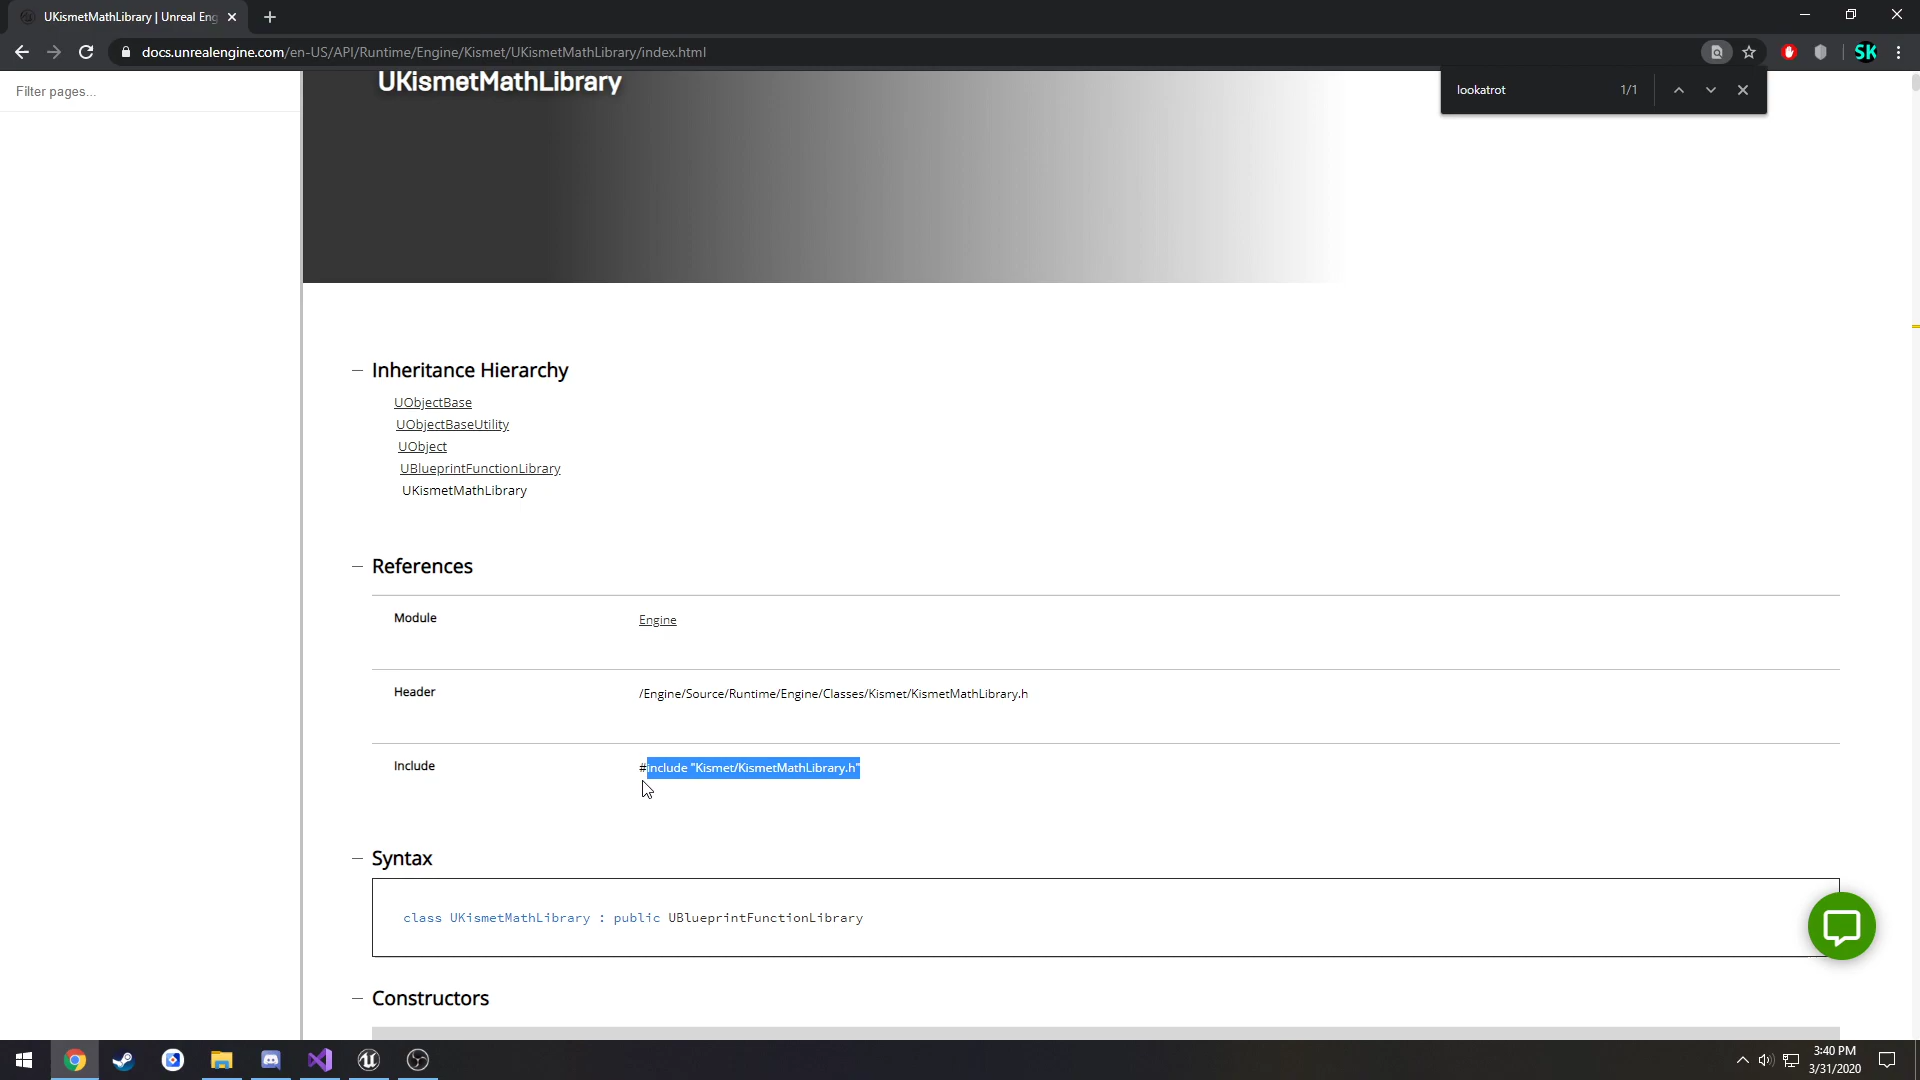 UKismetMathLibrary | Unreal Eng
docs.unrealengine.com/en-US/API/Runtime/Engine/Kismet/UKismetMathLibrary/index.html
SK
lookatrot 1/1
Filter pages...
UKismetMathLibrary
Inheritance Hierarchy
UObjectBase
UObjectBaseUtility
UObject
UBlueprintFunctionLibrary
UKismetMathLibrary
References
Module Engine
Header /Engine/Source/Runtime/Engine/Classes/Kismet/KismetMathLibrary.h
Include #include "Kismet/KismetMathLibrary.h"
Syntax
class UKismetMathLibrary : public UBlueprintFunctionLibrary
Constructors
3:40 PM
3/31/2020